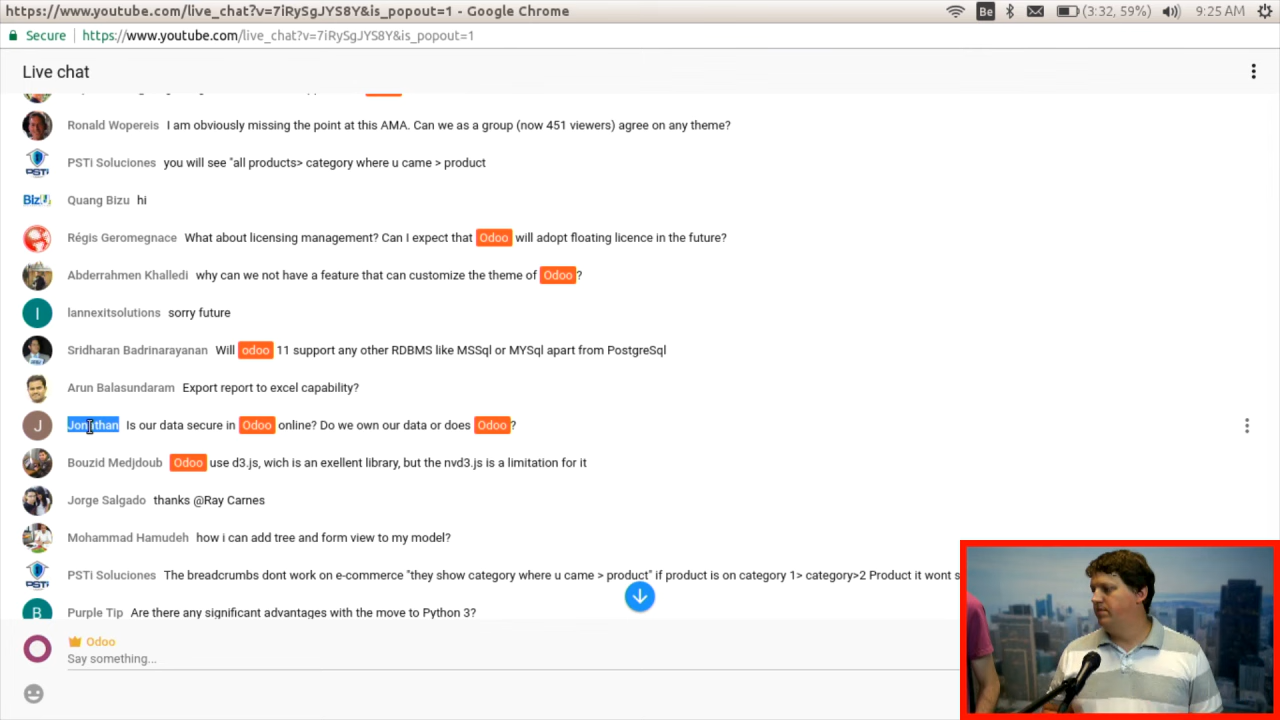 https://www.youtube.com/live_chat?v=7iRySgJYS8Y&is_popout=1 - Google Chrome Be (3:32, 59%) 9:25 AM
Secure https://www.youtube.com/live_chat?v=7iRySgJYS8Y&is_popout=1
Live chat
Ronald Wopereis I am obviously missing the point at this AMA. Can we as a group (now 451 viewers) agree on any theme?
PSTi Soluciones you will see "all products> category where u came > product
Quang Bizu hi
Régis Geromegnace What about licensing management? Can I expect that Odoo will adopt floating licence in the future?
Abderrahmen Khalledi why can we not have a feature that can customize the theme of Odoo?
I lannexitsolutions sorry future
Sridharan Badrinarayanan Will odoo 11 support any other RDBMS like MSSql or MYSql apart from PostgreSql
Arun Balasundaram Export report to excel capability?
J Jonathan Is our data secure in Odoo online? Do we own our data or does Odoo?
Bouzid Medjdoub Odoo use d3.js, wich is an exellent library, but the nvd3.js is a limitation for it
Jorge Salgado thanks @Ray Carnes
Mohammad Hamudeh how i can add tree and form view to my model?
PSTi Soluciones The breadcrumbs dont work on e-commerce "they show category where u came > product" if product is on category 1> category>2 Product it wont s
Purple Tip Are there any significant advantages with the move to Python 3?
Odoo
Say something...